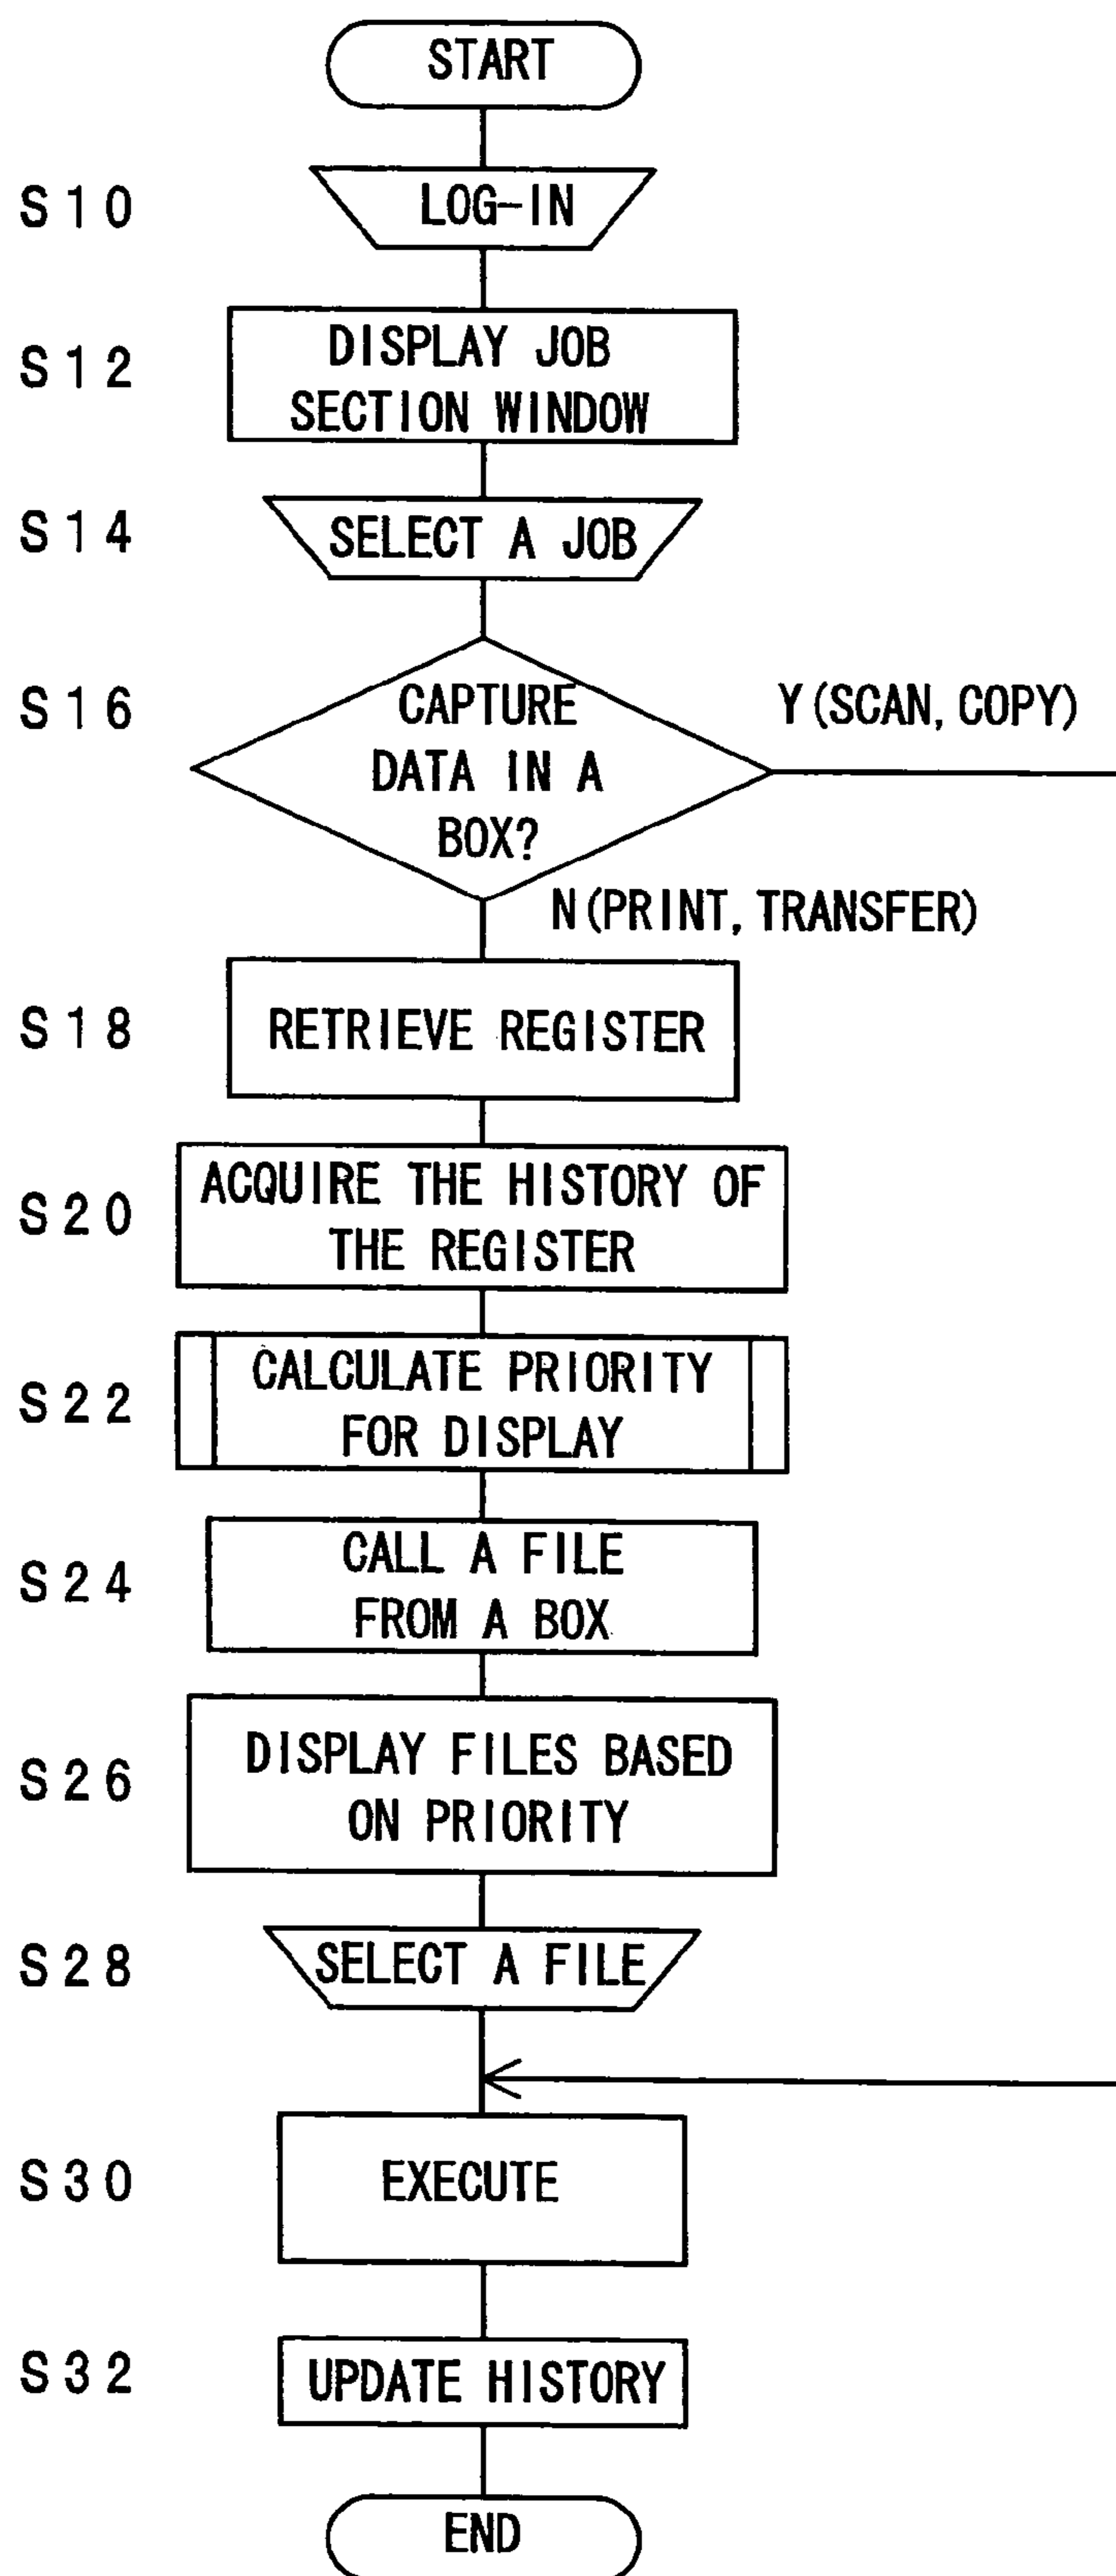 START
S10
LOG-IN
S12
DISPLAY JOB
SECTION WINDOW
S14
SELECT A JOB
S16
CAPTURE
DATA IN A
BOX?
Y(SCAN, COPY)
N(PRINT, TRANSFER)
S18
RETRIEVE REGISTER
S20
ACQUIRE THE HISTORY OF
THE REGISTER
S22
CALCULATE PRIORITY
FOR DISPLAY
S24
CALL A FILE
FROM A BOX
S26
DISPLAY FILES BASED
ON PRIORITY
S28
SELECT A FILE
S30
EXECUTE
S32
UPDATE HISTORY
END